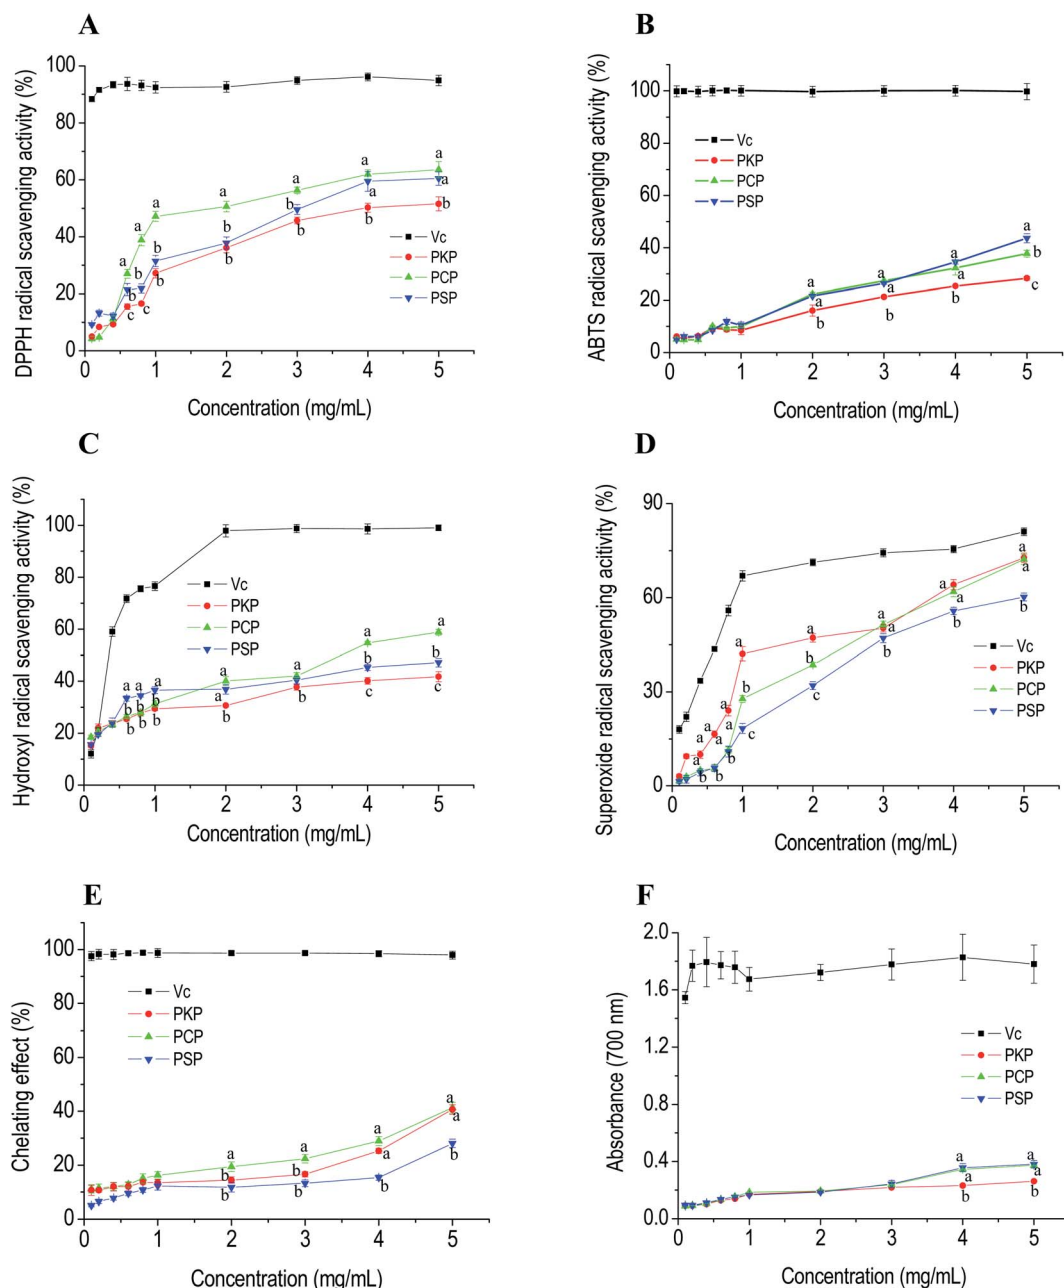 A
DPPH radical scavenging activity (%)
100
80
60
40
20
0
a
a
a
a
a
a
a
a
b
b
b
b
a
a
b
b
b
b
b
b
c
c
Vc
PKP
PCP
PSP
0 1 2 3 4 5
Concentration (mg/mL)
B
ABTS radical scavenging activity (%)
100
80
60
40
20
0
Vc
PKP
PCP
PSP
a
a
a
a
a
a
a
b
b
b
b
c
0 1 2 3 4 5
Concentration (mg/mL)
C
Hydroxyl radical scavenging acitivity (%)
100
80
60
40
20
0
Vc
PKP
PCP
PSP
a
a
a
a
a
a
a
a
a
b
b
b
b
b
b
b
c
c
0 1 2 3 4 5
Concentration (mg/mL)
D
Superoxide radical scavenging acitivity (%)
90
60
30
0
a
a
a
a
a
a
a
a
a
a
a
a
a
b
b
b
b
b
b
b
b
c
c
Vc
PKP
PCP
PSP
0 1 2 3 4 5
Concentration (mg/mL)
E
Chelating effect (%)
100
80
60
40
20
0
Vc
PKP
PCP
PSP
a
a
a
a
a
a
b
b
b
b
b
b
0 1 2 3 4 5
Concentration (mg/mL)
F
Absorbance (700 nm)
2.0
1.6
1.2
0.8
0.4
0.0
Vc
PKP
PCP
PSP
a
a
a
a
b
b
0 1 2 3 4 5
Concentration (mg/mL)